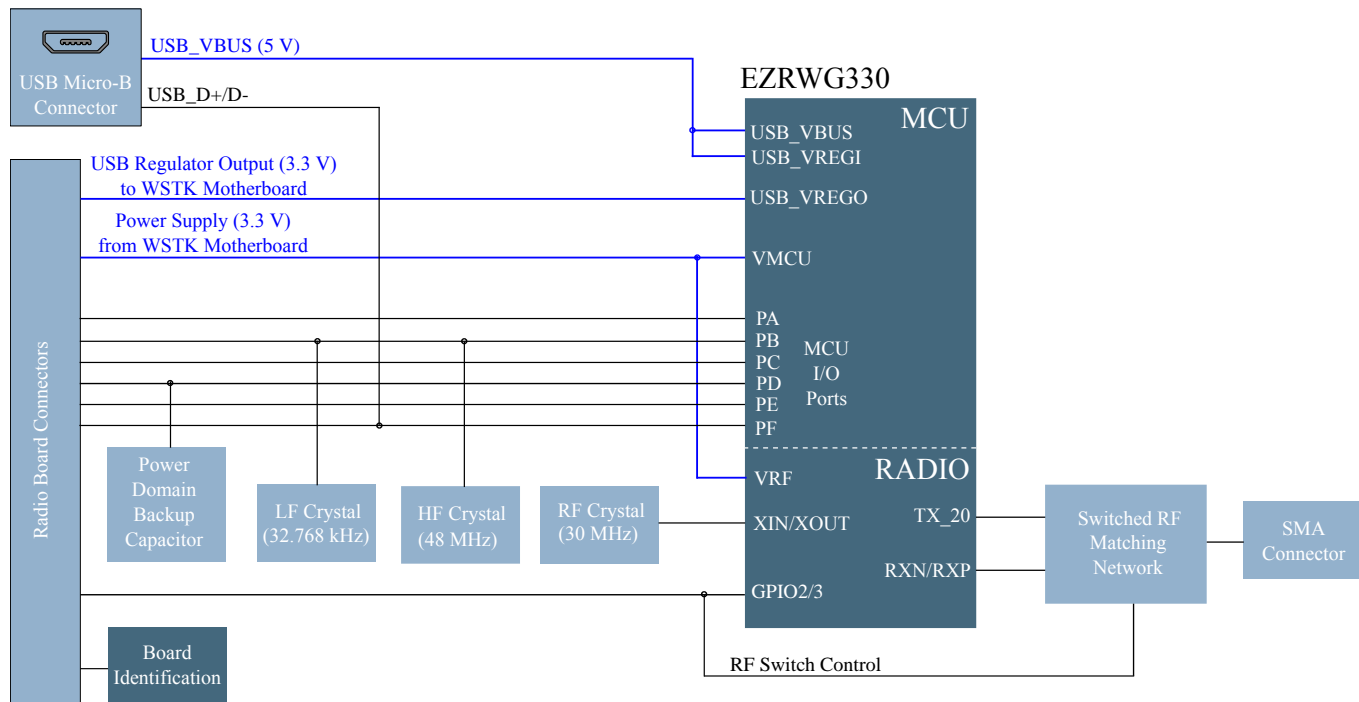 USB Micro-B
Connector
USB_VBUS (5 V)
USB_D+/D-
USB Regulator Output (3.3 V)
to WSTK Motherboard
Power Supply (3.3 V)
from WSTK Motherboard
Radio Board Connectors
Power
Domain
Backup
Capacitor
LF Crystal
(32.768 kHz)
HF Crystal
(48 MHz)
RF Crystal
(30 MHz)
Board
Identification
EZRWG330
MCU
USB_VBUS
USB_VREGI
USB_VREGO
VMCU
PA
PB
PC
PD
PE
PF
MCU
I/O
Ports
RADIO
VRF
XIN/XOUT
GPIO2/3
TX_20
RXN/RXP
RF Switch Control
Switched RF
Matching
Network
SMA
Connector